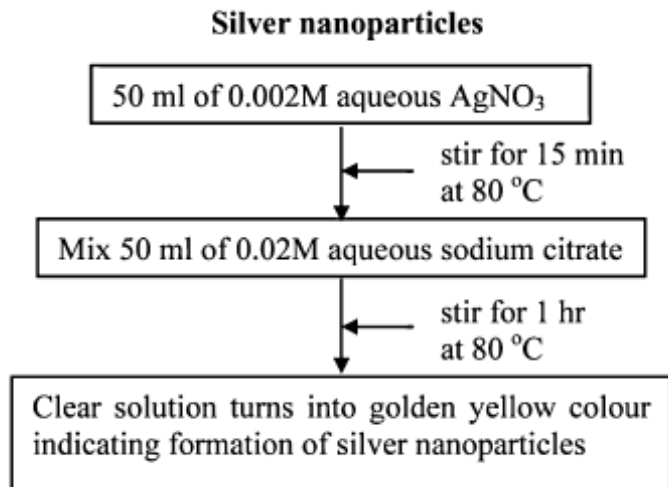 Silver nanoparticles
50 ml of 0.002M aqueous AgNO₃
stir for 15 min
at 80 °C
Mix 50 ml of 0.02M aqueous sodium citrate
stir for 1 hr
at 80 °C
Clear solution turns into golden yellow colour
indicating formation of silver nanoparticles